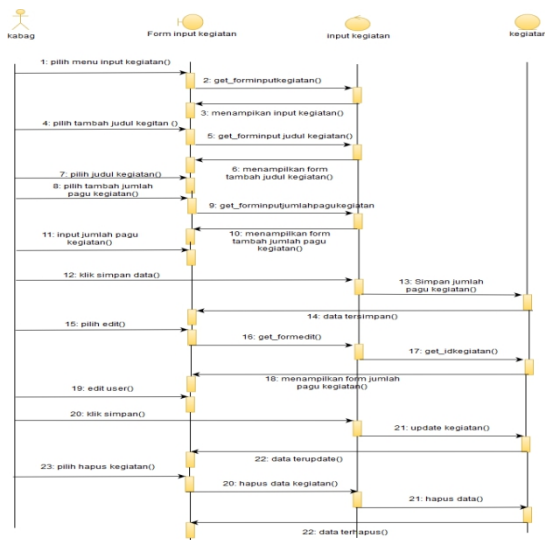 kabag
Form input kegiatan
input kegiatan
kegiatan
1: pilih menu input kegiatan()
2: get_forminputkegiatan()
3: menampikan input kegiatan()
4: pilih tambah judul kegitan ()
5: get_forminput judul kegiatan()
6: menampilkan form
tambah judul kegiatan()
7: pilih judul kegiatan()
8: pilih tambah jumlah
pagu kegiatan()
9: get_forminputjumlahpagukegiatan
10: menampilkan form
tambah jumlah pagu
kegiatan()
11: input jumlah pagu
kegiatan()
12: klik simpan data()
13: Simpan jumlah
pagu kegiatan()
14: data tersimpan()
15: pilih edit()
16: get_formedit()
17: get_idkegiatan()
18: menampilkan form jumlah
pagu kegiatan()
19: edit user()
20: klik simpan()
21: update kegiatan()
22: data terupdate()
23: pilih hapus kegiatan()
20: hapus data kegiatan()
21: hapus data()
22: data terhapus()